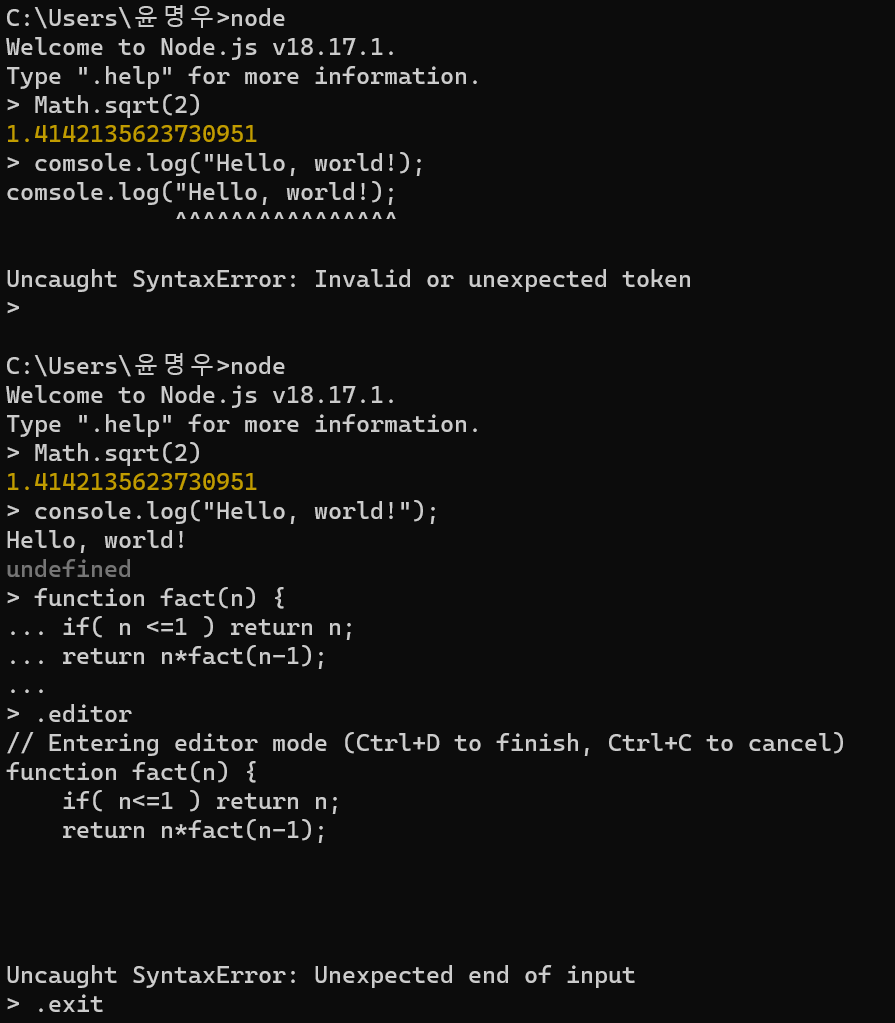 C:\Users\윤명우>node
Welcome to Node.js v18.17.1.
Type ".help" for more information.
> Math.sqrt(2)
1.4142135623730951
> comsole.log("Hello, world!);
comsole.log("Hello, world!);
            ^^^^^^^^^^^^^^^^
Uncaught SyntaxError: Invalid or unexpected token
>
C:\Users\윤명우>node
Welcome to Node.js v18.17.1.
Type ".help" for more information.
> Math.sqrt(2)
1.4142135623730951
> console.log("Hello, world!");
Hello, world!
undefined
> function fact(n) {
... if( n <=1 ) return n;
... return n*fact(n-1);
...
> .editor
// Entering editor mode (Ctrl+D to finish, Ctrl+C to cancel)
function fact(n) {
    if( n<=1 ) return n;
    return n*fact(n-1);
Uncaught SyntaxError: Unexpected end of input
> .exit